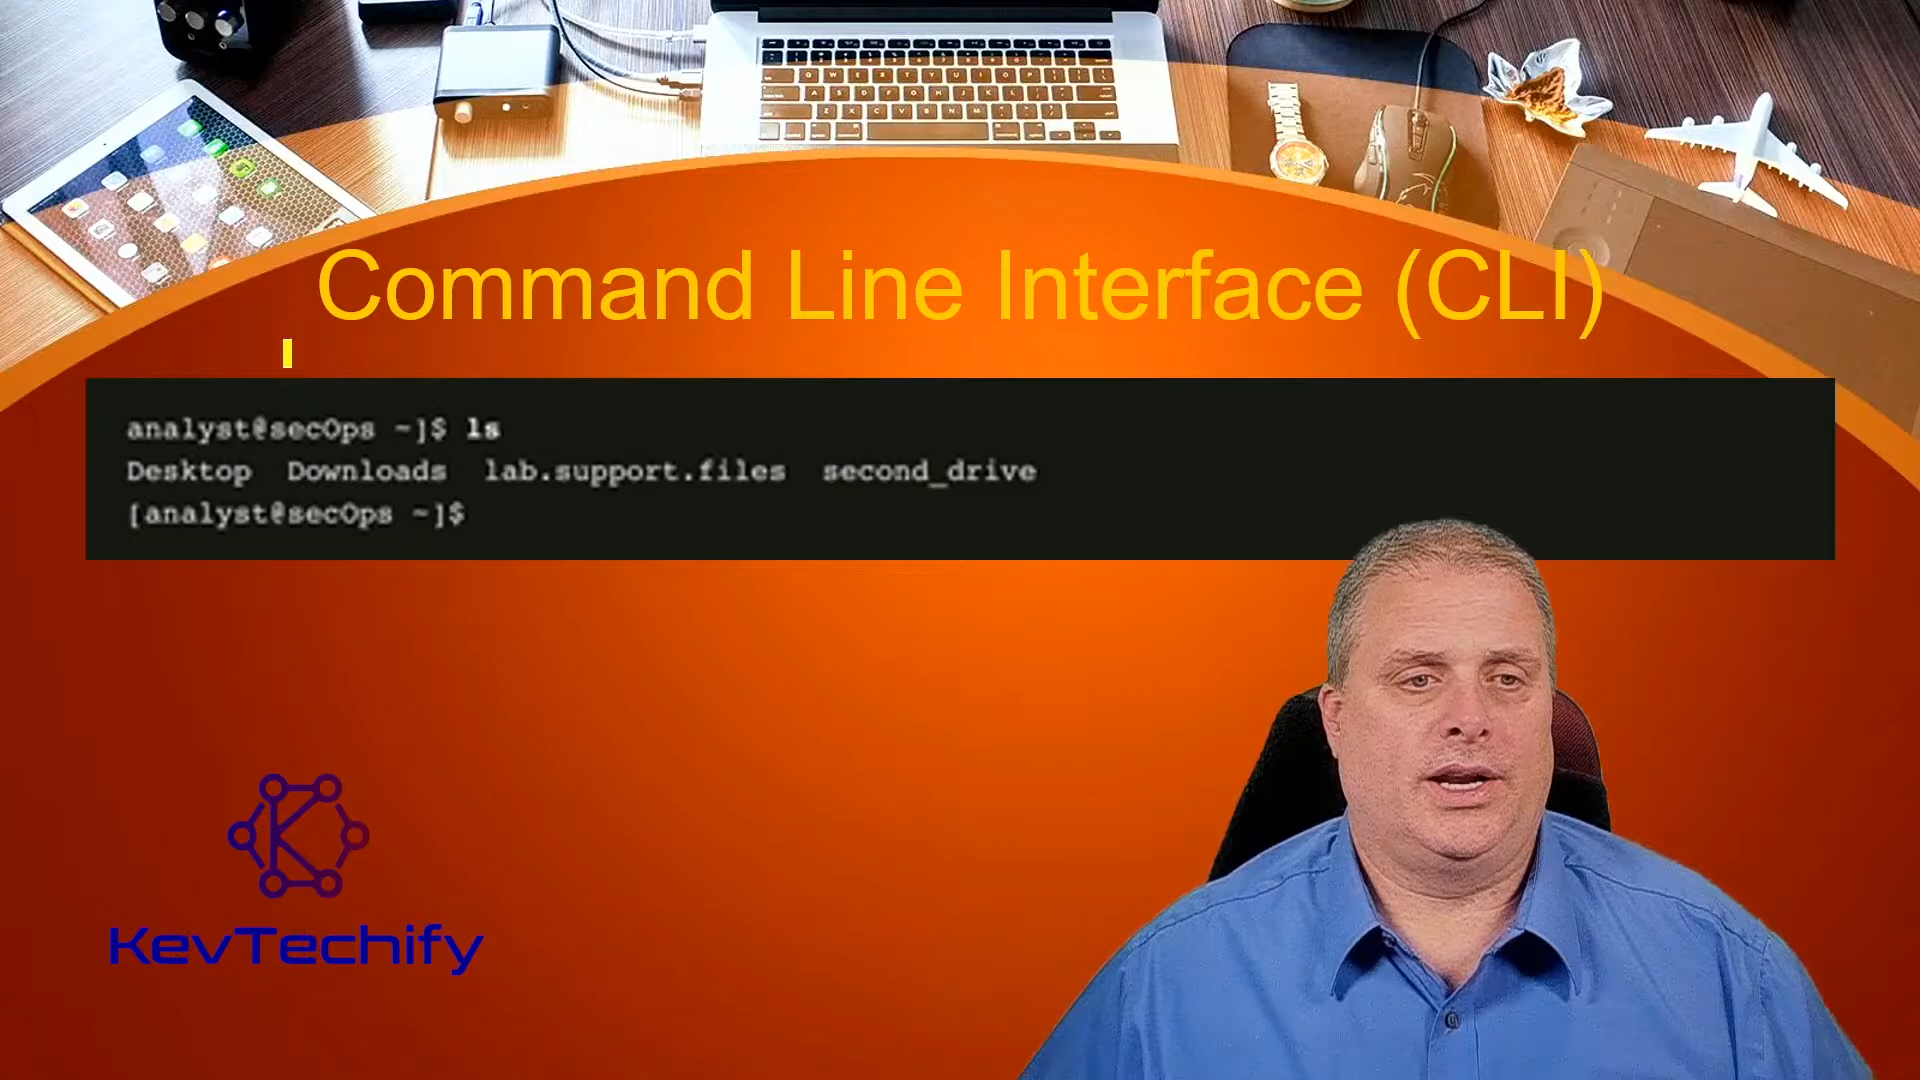 Command Line Interface (CLI)
analyst@secOps ~]$ ls
Desktop Downloads lab.support.files second_drive
[analyst@secOps ~]$
KevTechify